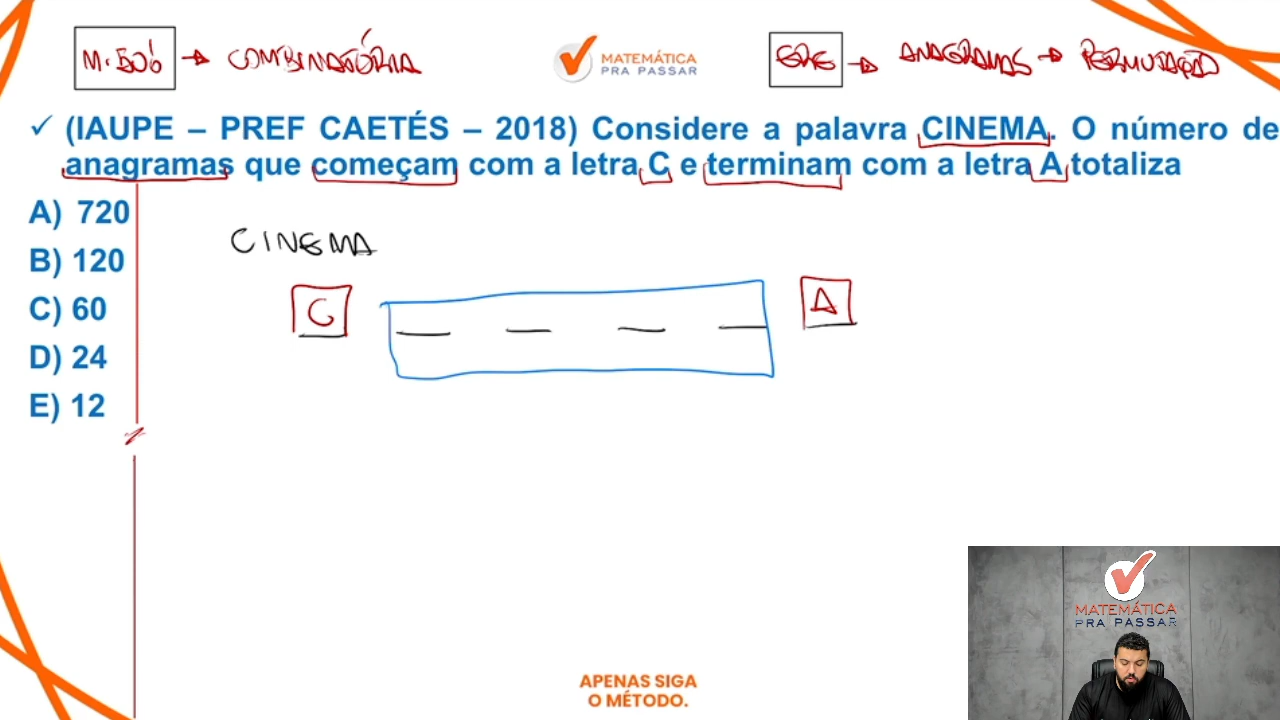 M. 50ó → COMBINATÓRIA
MATEMÁTICA
PRA PASSAR
→ ANAGRAMAS → PERMUTAÇÃO
✓ (IAUPE – PREF CAETÉS – 2018) Considere a palavra CINEMA. O número de
anagramas que começam com a letra C e terminam com a letra A totaliza
A) 720
B) 120
C) 60
D) 24
E) 12
CINEMA
C A
MATEMÁTICA
PRA PASSAR
APENAS SIGA
O MÉTODO.